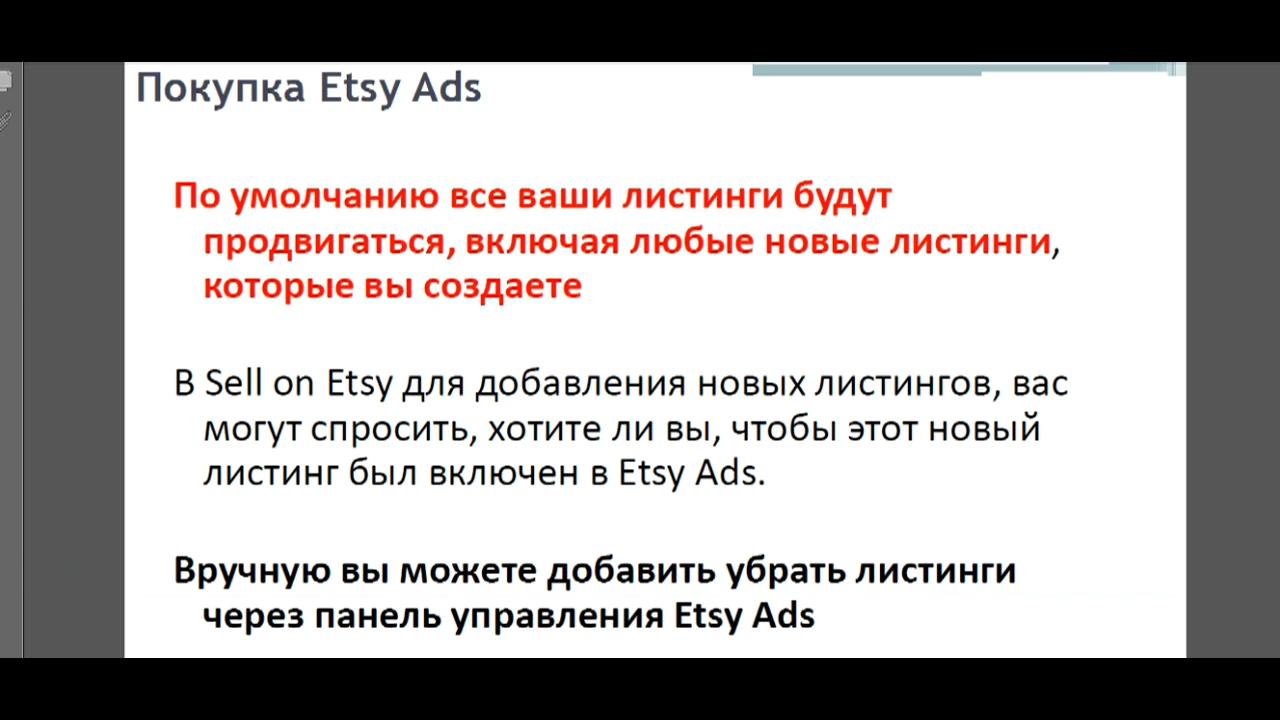 Покупка Etsy Ads
По умолчанию все ваши листинги будут
продвигаться, включая любые новые листинги,
которые вы создаете
В Sell on Etsy для добавления новых листингов, вас
могут спросить, хотите ли вы, чтобы этот новый
листинг был включен в Etsy Ads.
Вручную вы можете добавить убрать листинги
через панель управления Etsy Ads